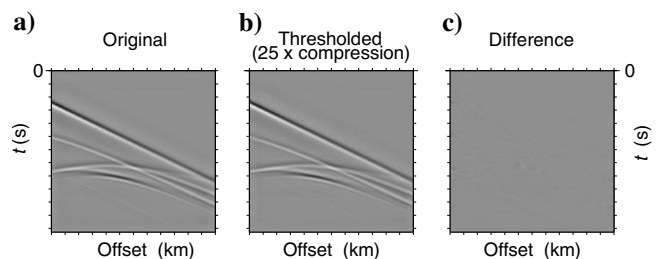 a) Original
b) Thresholded
(25 x compression)
c) Difference
0
0
t (s)
t (s)
Offset (km)
Offset (km)
Offset (km)